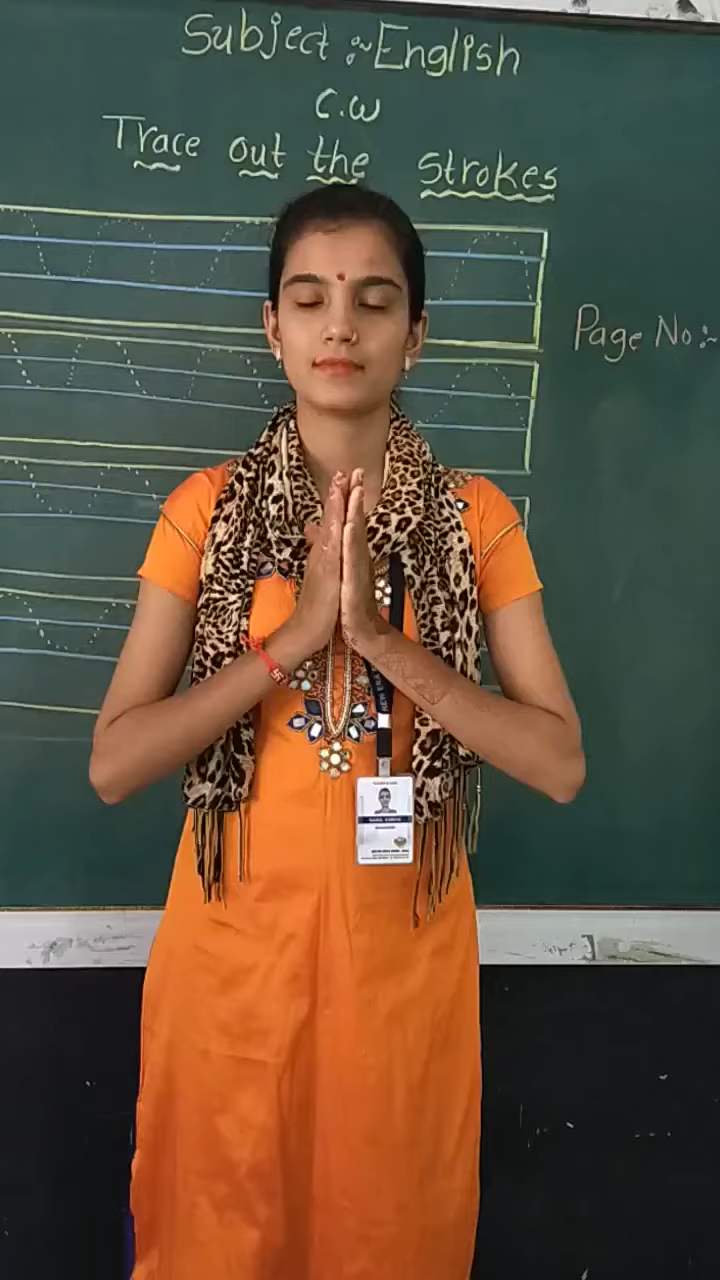 Subject :~ English
C.W
Trace out the Strokes
Page No :~